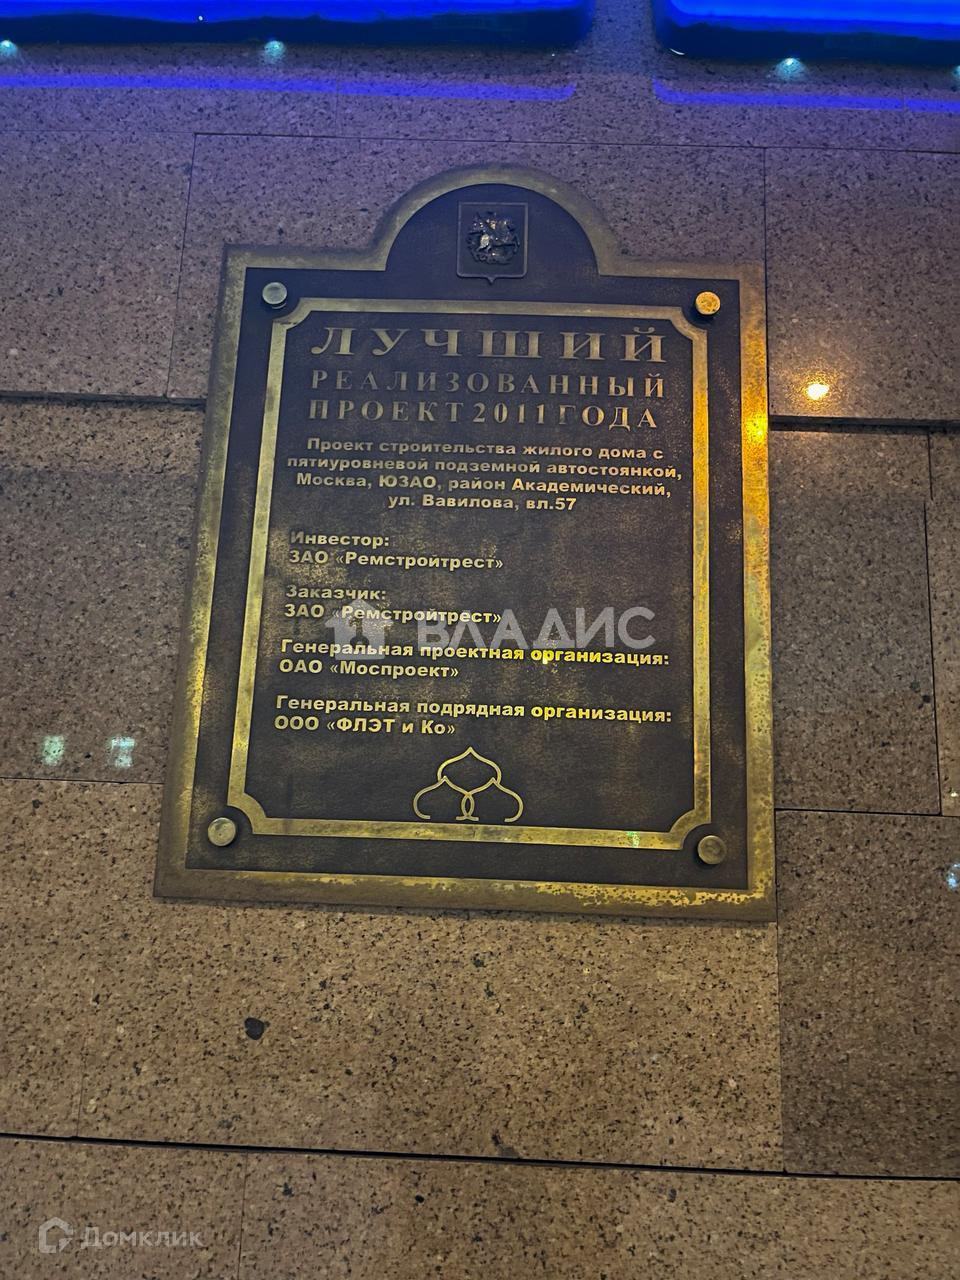 ЛУЧШИЙ
РЕАЛИЗОВАННЫЙ
ПРОЕКТ 2011 ГОДА
Проект строительства жилого дома с
пятиуровневой подземной автостоянкой,
Москва, ЮЗАО, район Академический,
ул. Вавилова, вл.57
Инвестор:
ЗАО «Ремстройтрест»
Заказчик:
ЗАО «Ремстройтрест»
ВЛАДИС
Генеральная проектная организация:
ОАО «Моспроект»
Генеральная подрядная организация:
ООО «ФЛЭТ и Ко»
Домклик